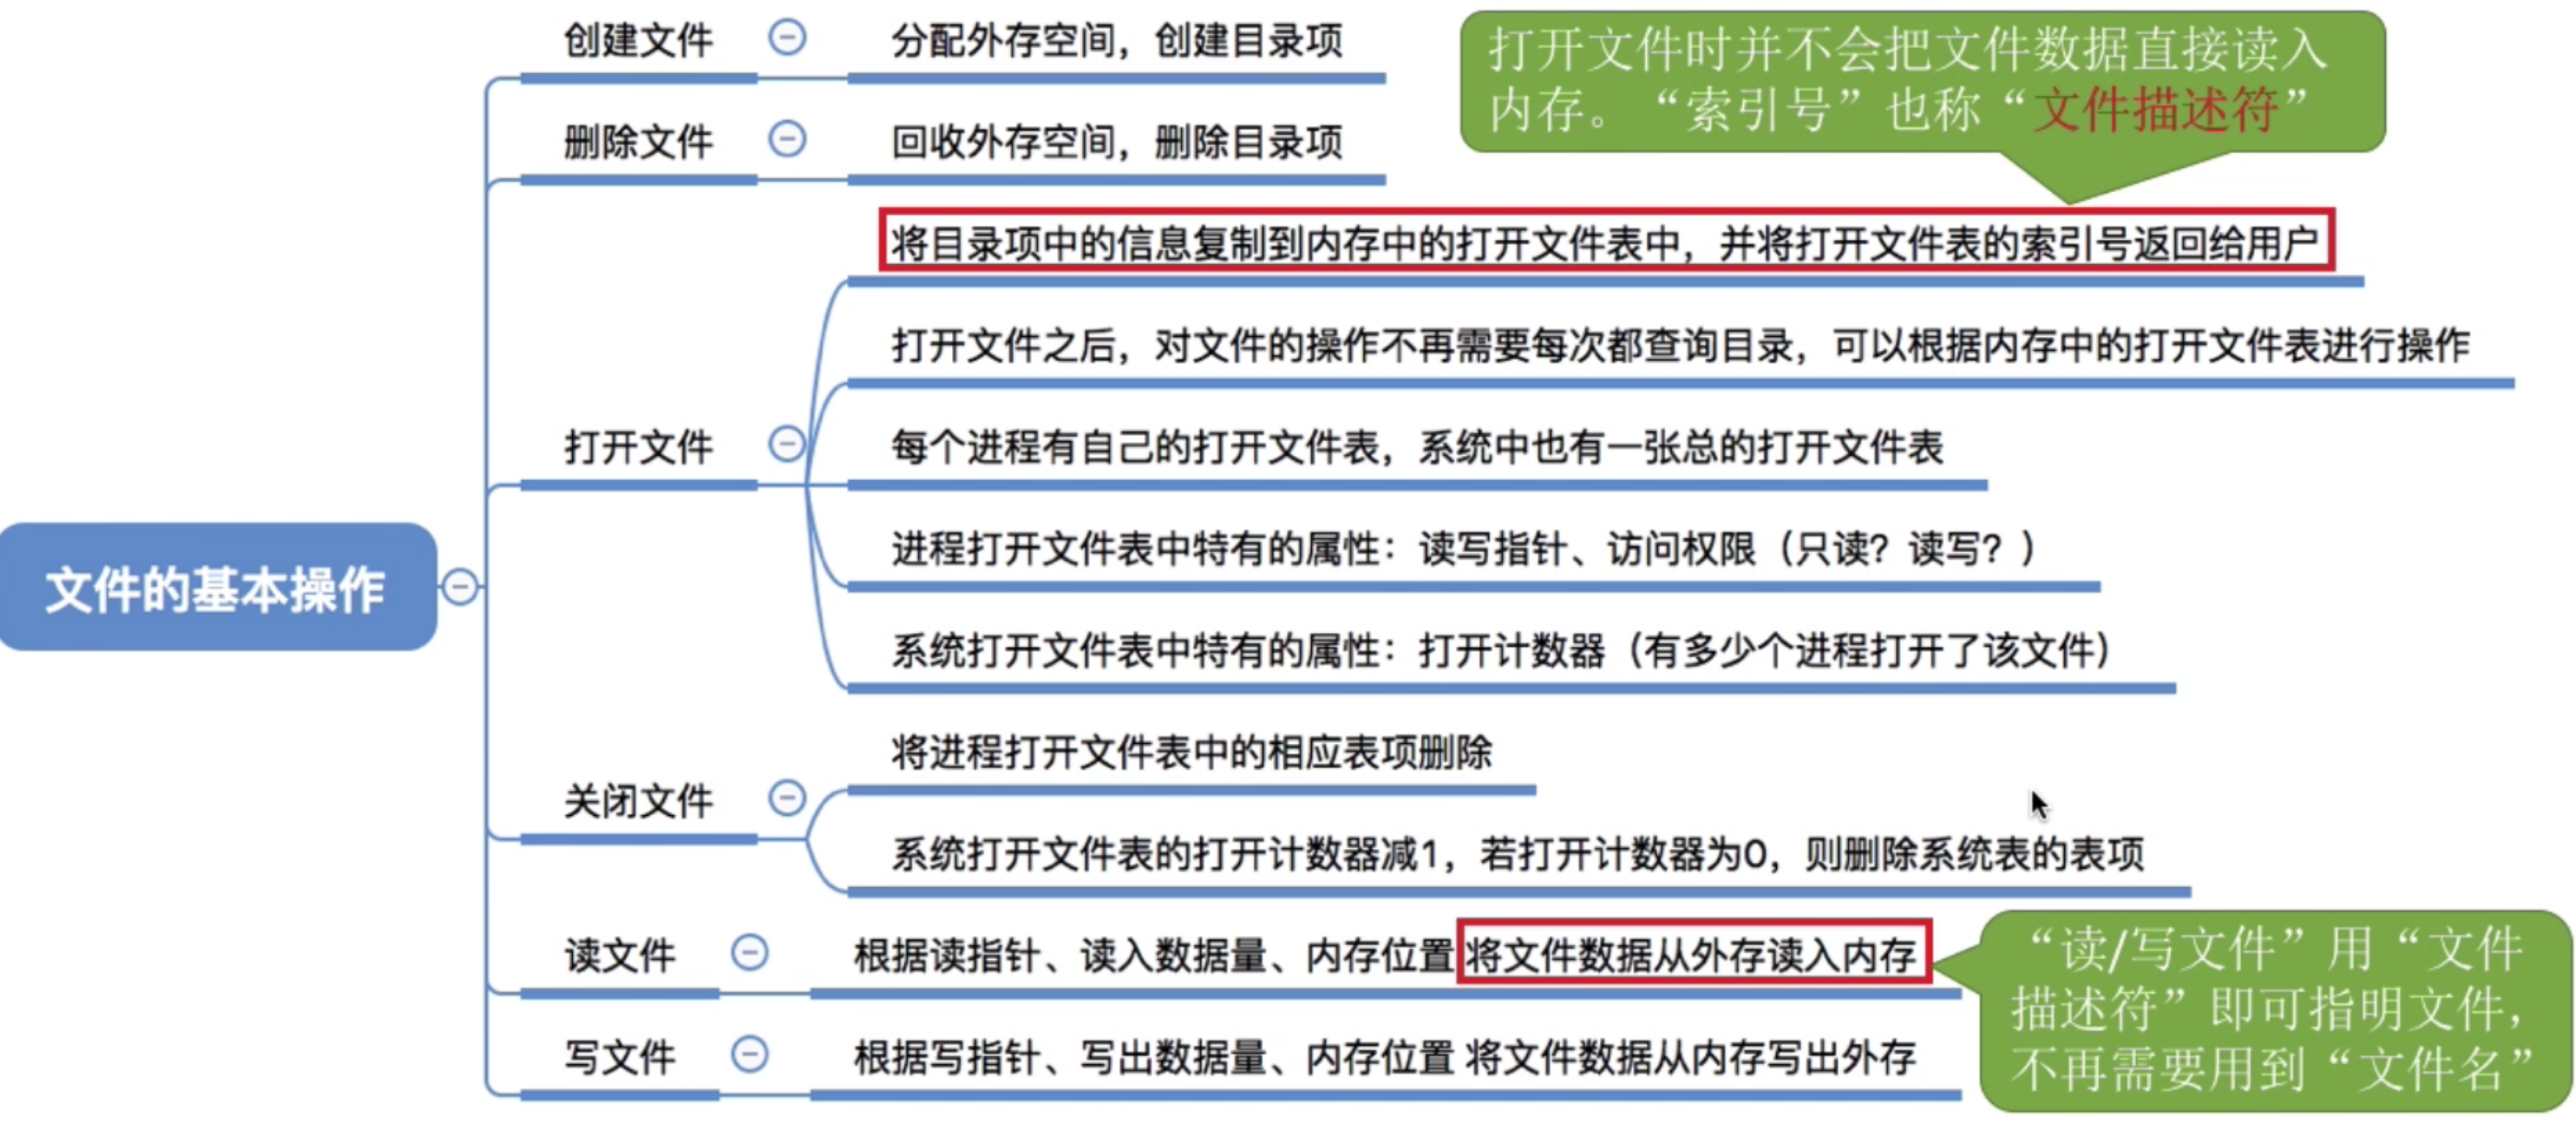 文件的基本操作
创建文件
分配外存空间，创建目录项
删除文件
回收外存空间，删除目录项
打开文件时并不会把文件数据直接读入
内存。“索引号”也称“文件描述符”
打开文件
将目录项中的信息复制到内存中的打开文件表中，并将打开文件表的索引号返回给用户
打开文件之后，对文件的操作不再需要每次都查询目录，可以根据内存中的打开文件表进行操作
每个进程有自己的打开文件表，系统中也有一张总的打开文件表
进程打开文件表中特有的属性：读写指针、访问权限（只读？读写？）
系统打开文件表中特有的属性：打开计数器（有多少个进程打开了该文件）
关闭文件
将进程打开文件表中的相应表项删除
系统打开文件表的打开计数器减1，若打开计数器为0，则删除系统表的表项
读文件
根据读指针、读入数据量、内存位置 将文件数据从外存读入内存
写文件
根据写指针、写出数据量、内存位置 将文件数据从内存写出外存
“读/写文件”用“文件
描述符”即可指明文件，
不再需要用到“文件名”